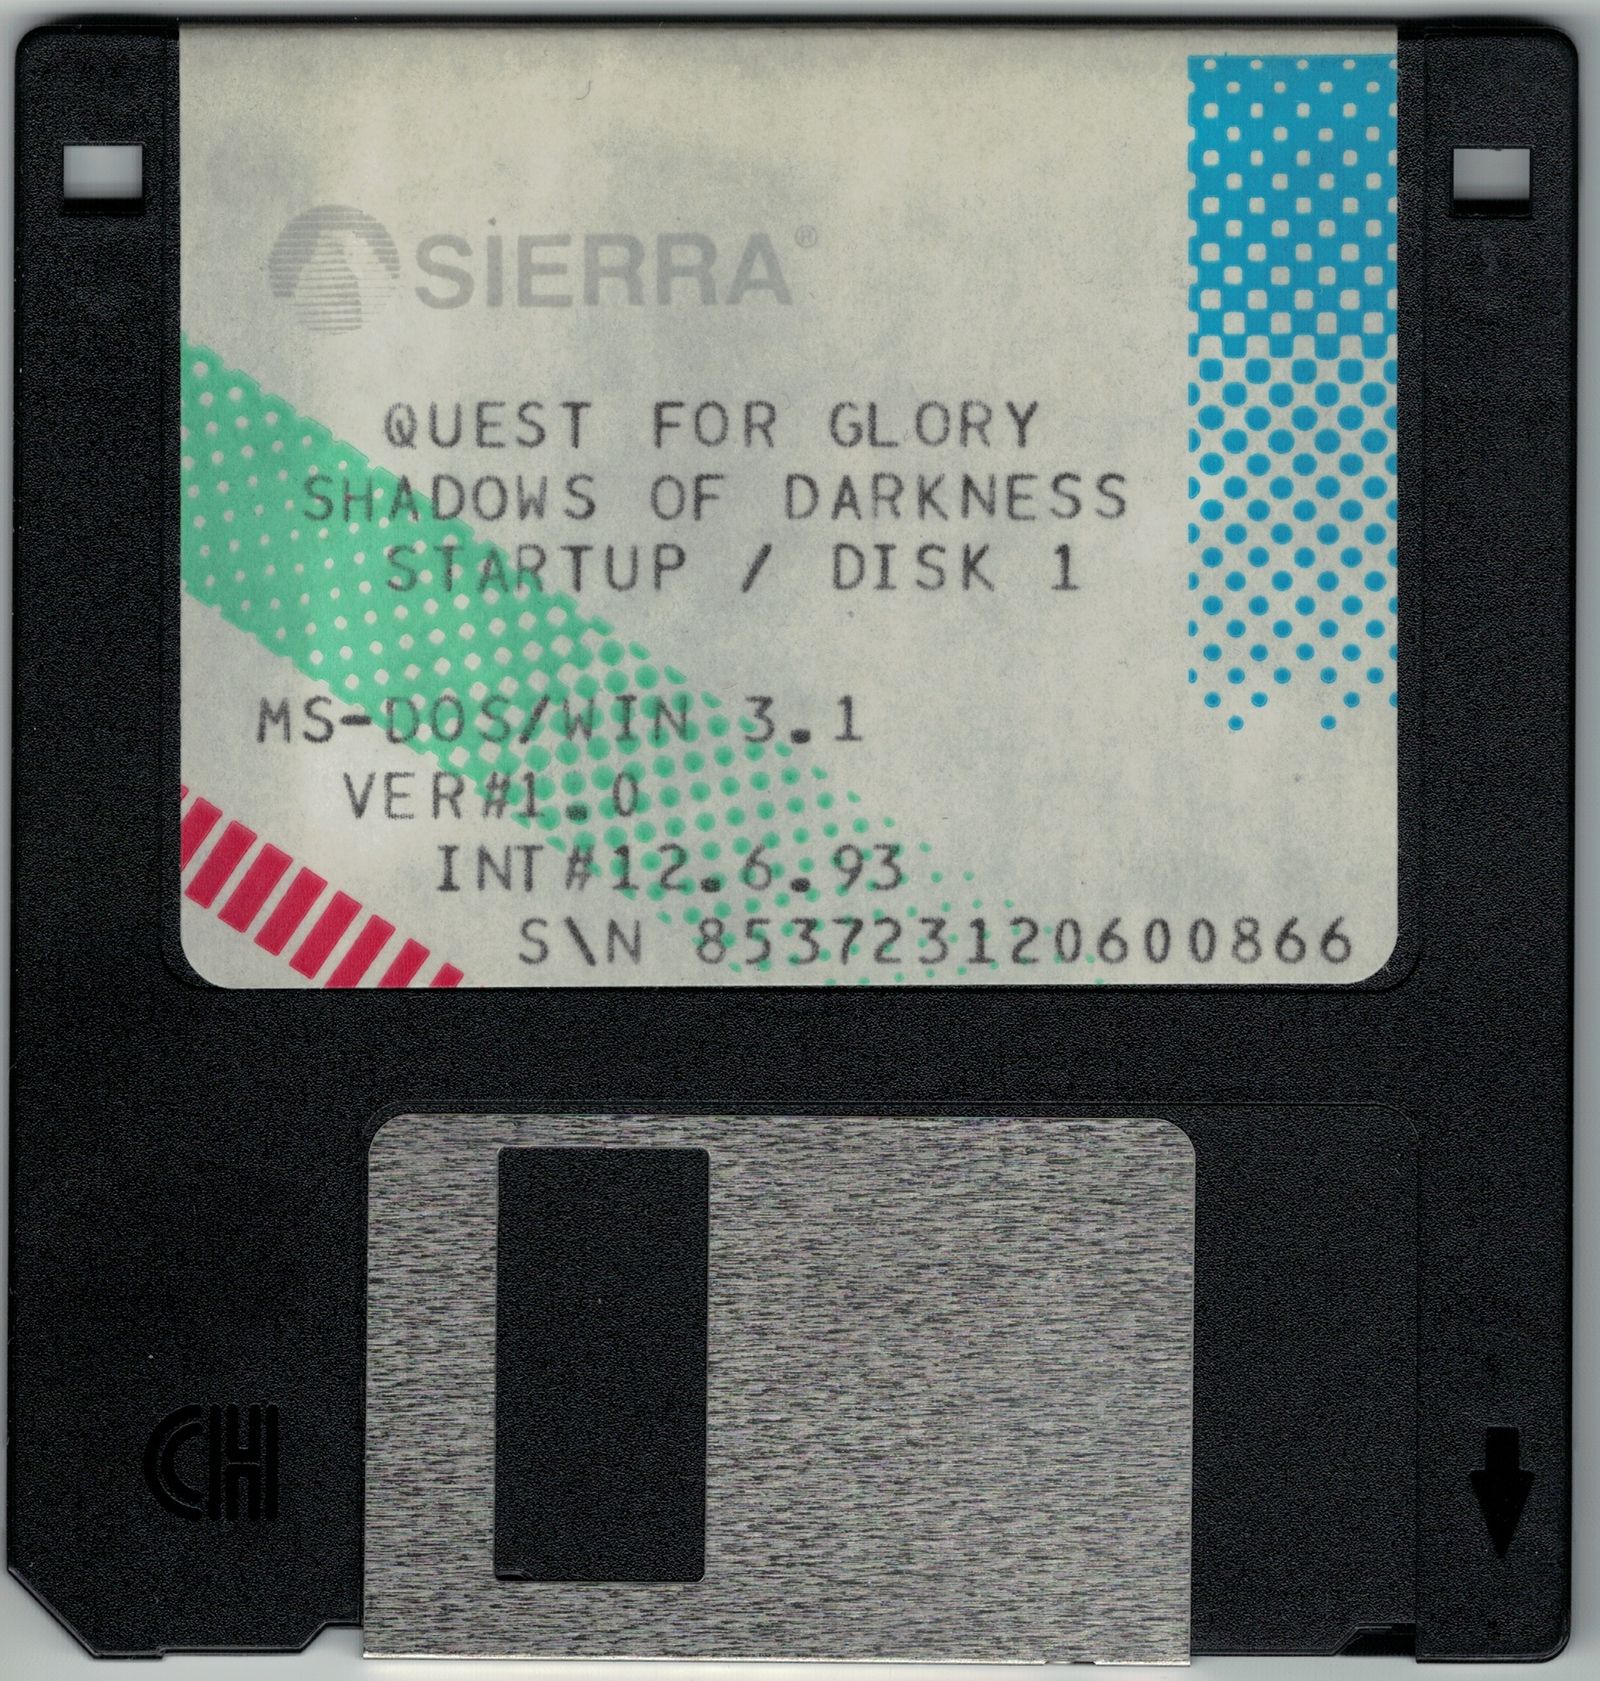 SIERRA®
QUEST FOR GLORY
SHADOWS OF DARKNESS
STARTUP / DISK 1
MS-DOS/WIN 3.1
VER#1.0
INT#12.6.93
S\N 853723120600866
CH